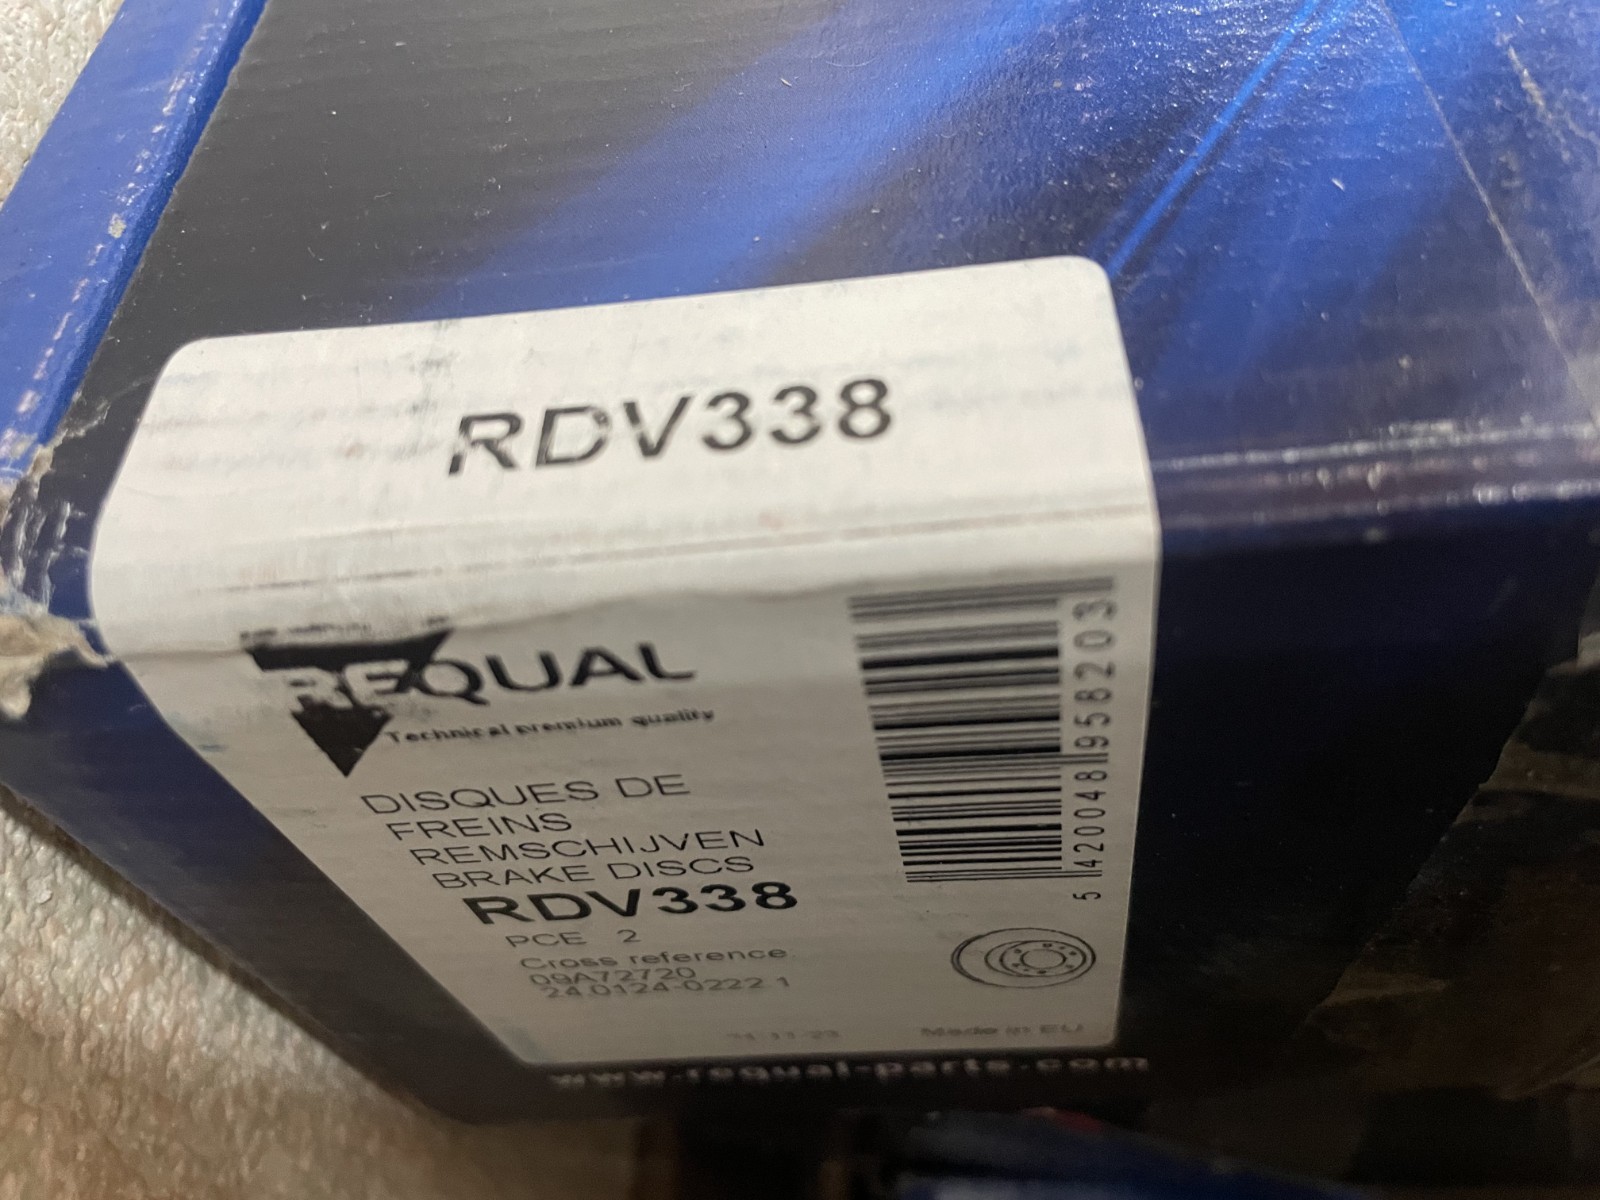 RDV338
REQUAL
Technical premium quality
DISQUES DE
FREINS
REMSCHIJVEN
BRAKE DISCS
RDV338
PCE 2
Cross reference
09A72720
24.0124-0222.1
Made in EU
5 420048 958203
www.requal-parts.com